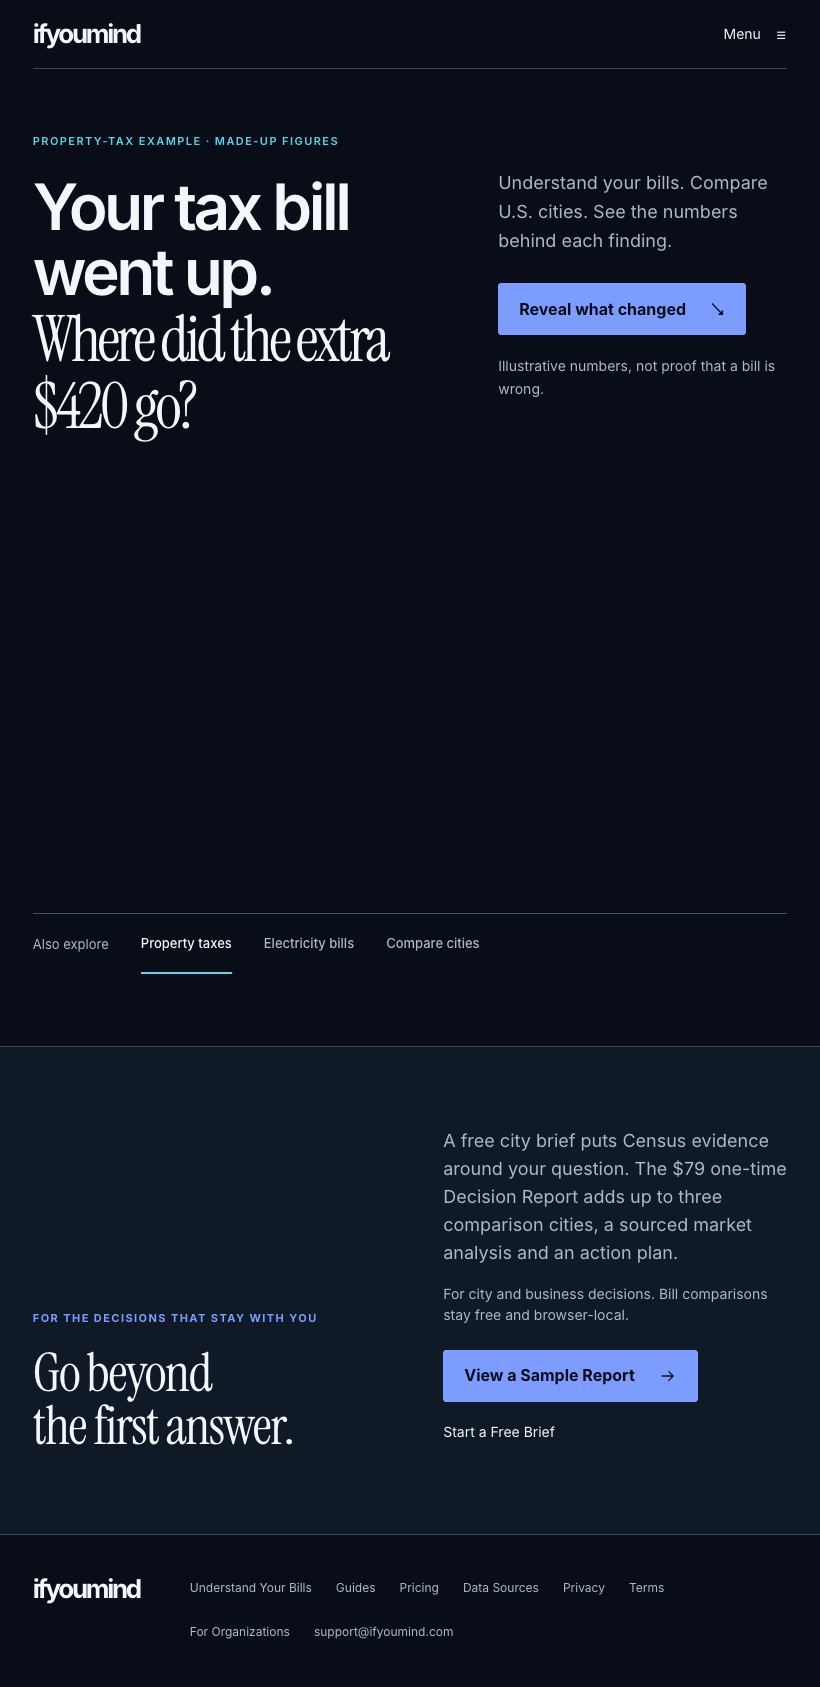 ifyoumind
Menu ≡
PROPERTY-TAX EXAMPLE · MADE-UP FIGURES
Your tax bill
went up.
Where did the extra
$420 go?
Understand your bills. Compare
U.S. cities. See the numbers
behind each finding.
Reveal what changed ↘
Illustrative numbers, not proof that a bill is
wrong.
Also explore Property taxes Electricity bills Compare cities
FOR THE DECISIONS THAT STAY WITH YOU
Go beyond
the first answer.
A free city brief puts Census evidence
around your question. The $79 one-time
Decision Report adds up to three
comparison cities, a sourced market
analysis and an action plan.
For city and business decisions. Bill comparisons
stay free and browser-local.
View a Sample Report →
Start a Free Brief
ifyoumind
Understand Your Bills Guides Pricing Data Sources Privacy Terms
For Organizations support@ifyoumind.com